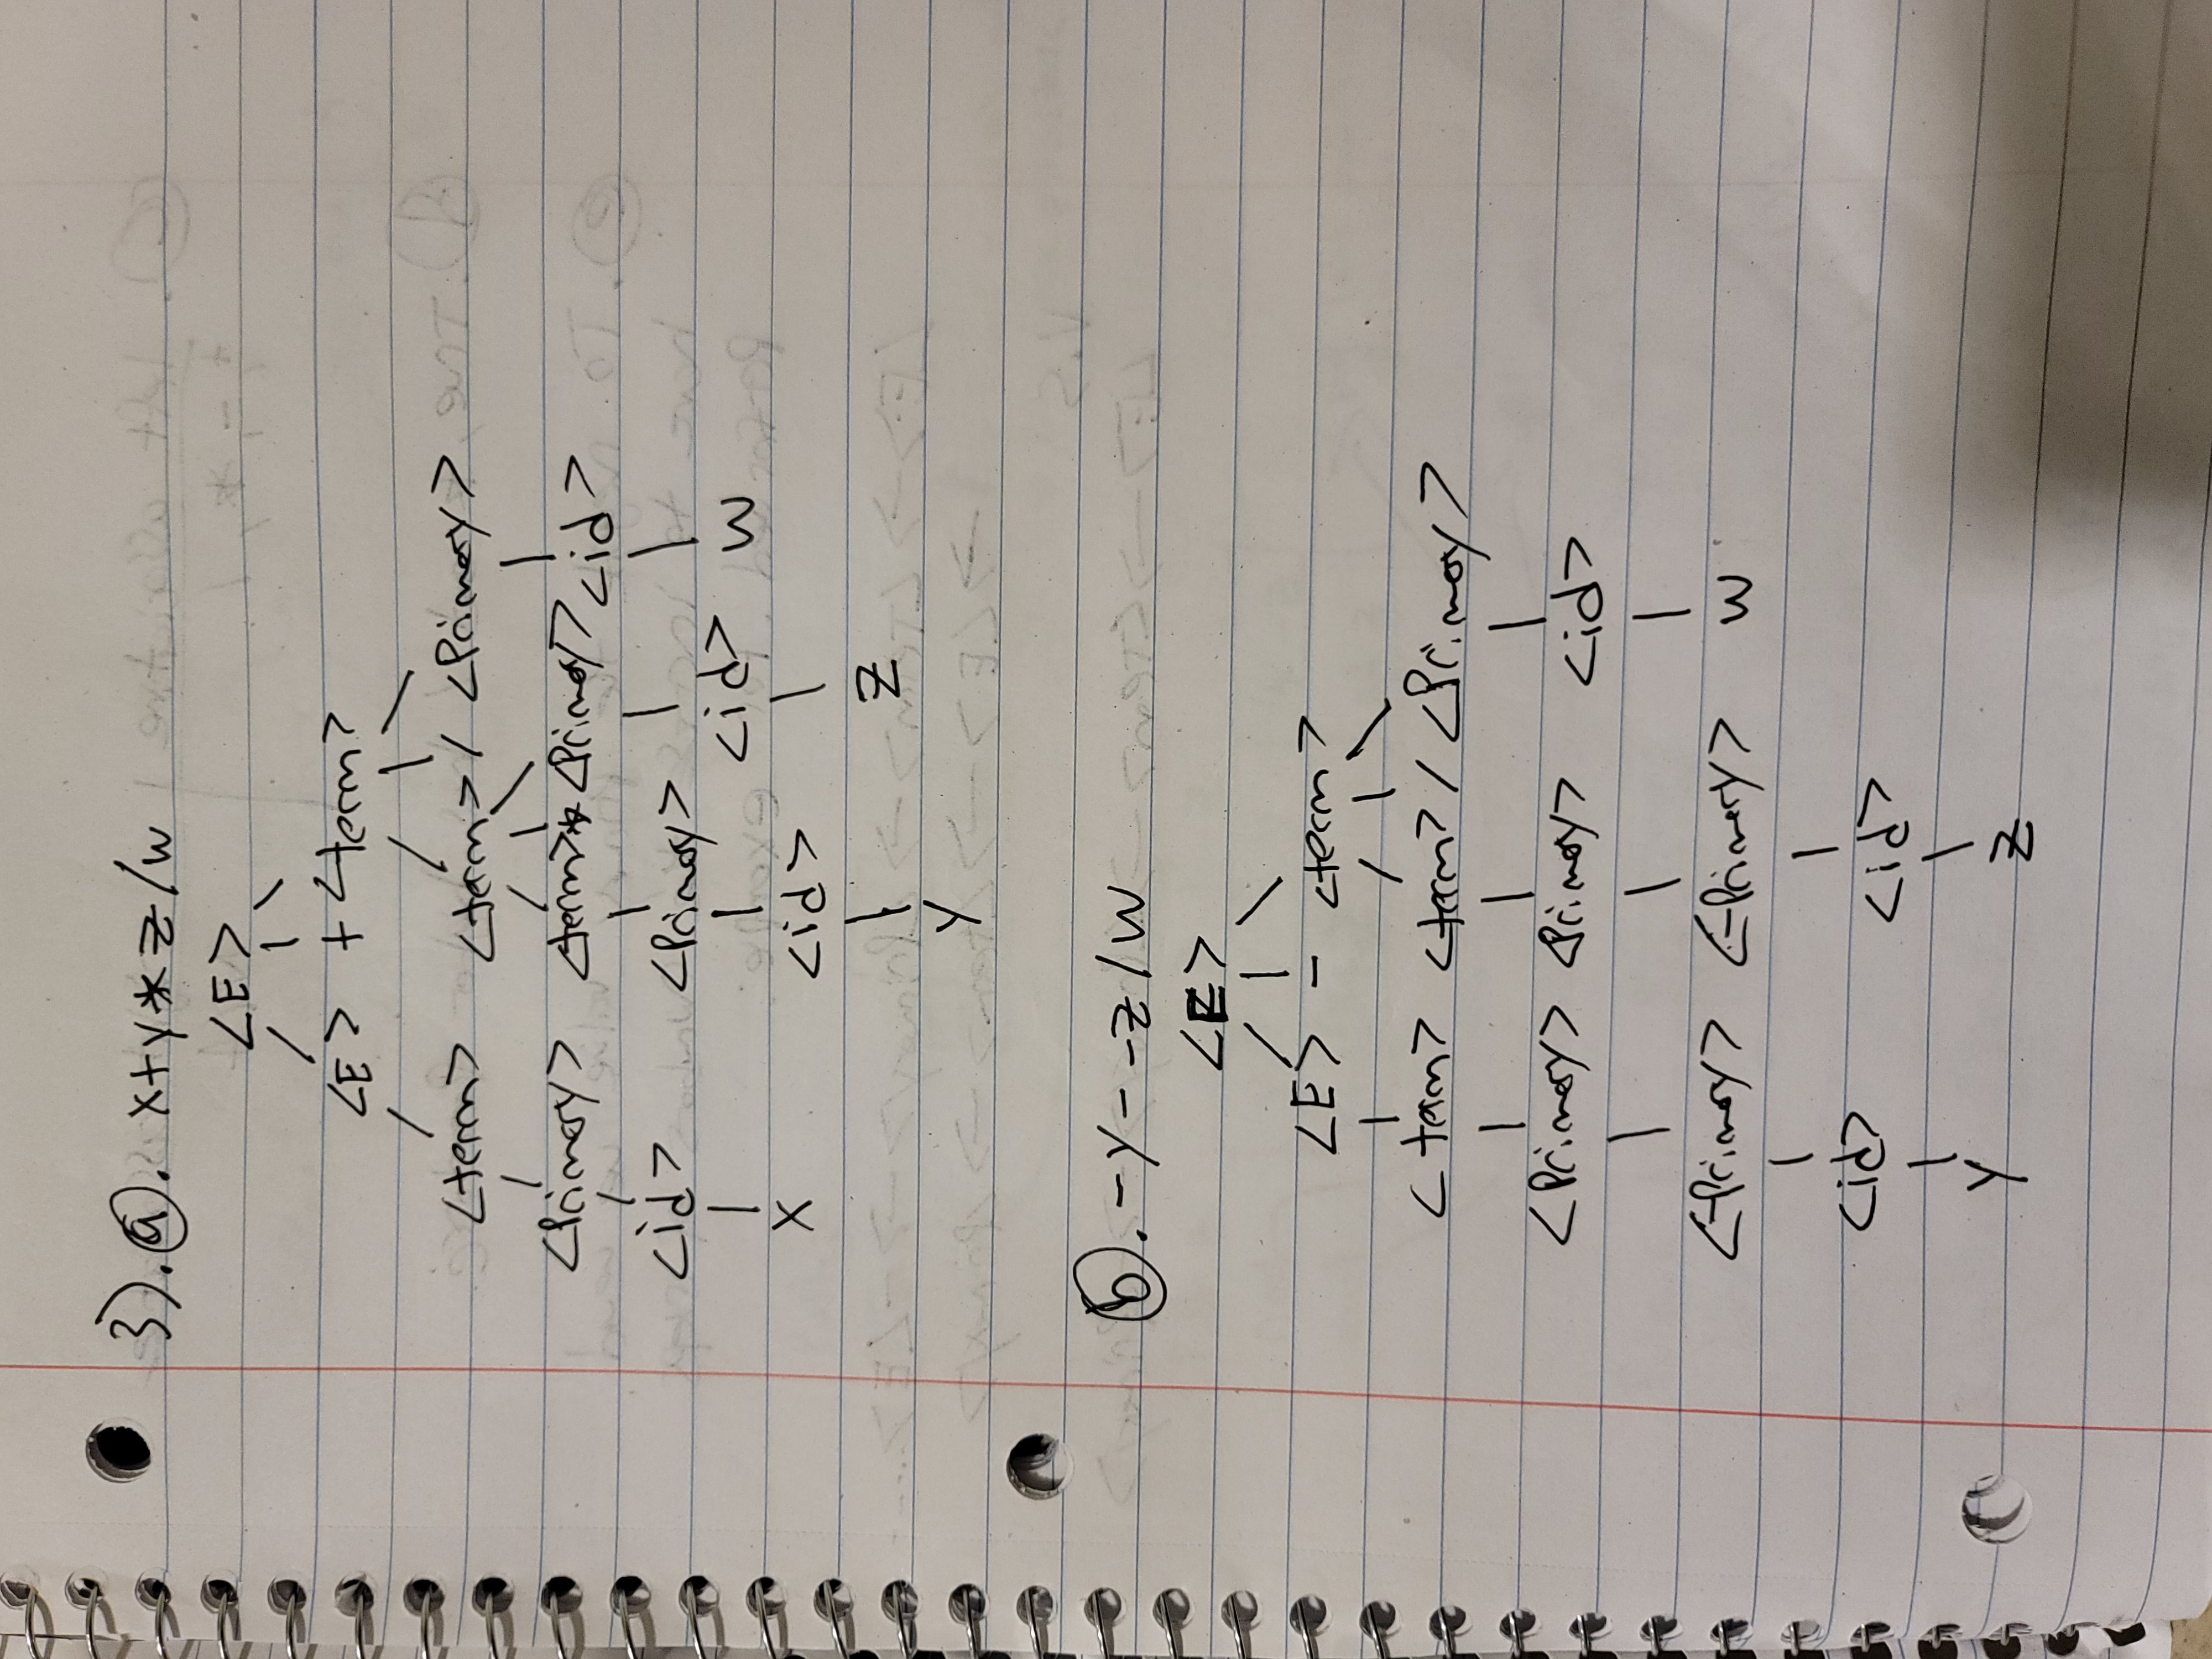 3). (a). x+y*z/w
<E>
<E> + <term>
<term> <term> / <Primary>
<Primary> <term>* <Primary> <id>
<id> <Primary> <id> w
x <id> z
y
(b). -y--z/w
<E>
<E> - <term>
<term> <term> / <Primary>
<Primary> <Primary> <id>
<-Primary> <-Primary> w
<id> <id>
y z